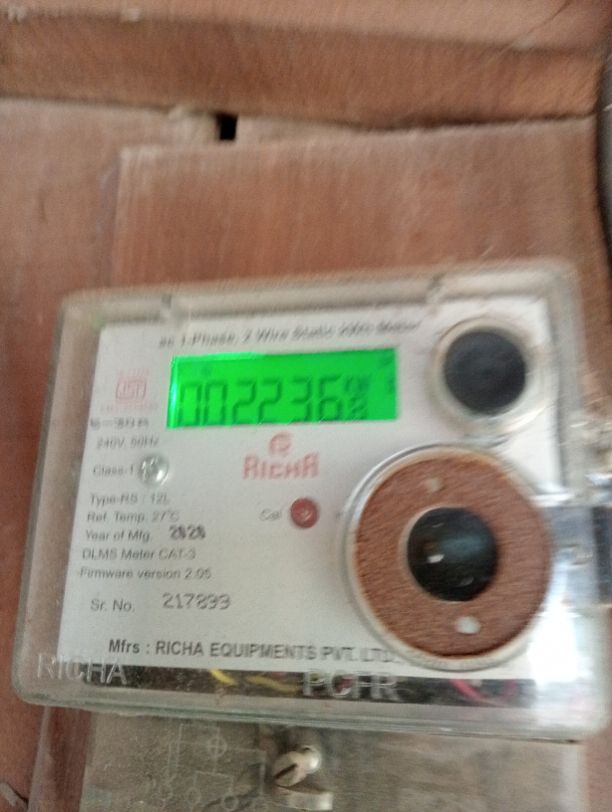 ac 1-Phase, 2 Wire Static
002236
240V, 50Hz
Class-1
RICHA
Type-RS : 12L
Cal
Ref. Temp. 27°C
Year of Mfg. 2020
DLMS Meter CAT-3
Firmware version 2.05
Sr. No. 217899
Mfrs : RICHA EQUIPMENTS PVT. LTD.
RICHA